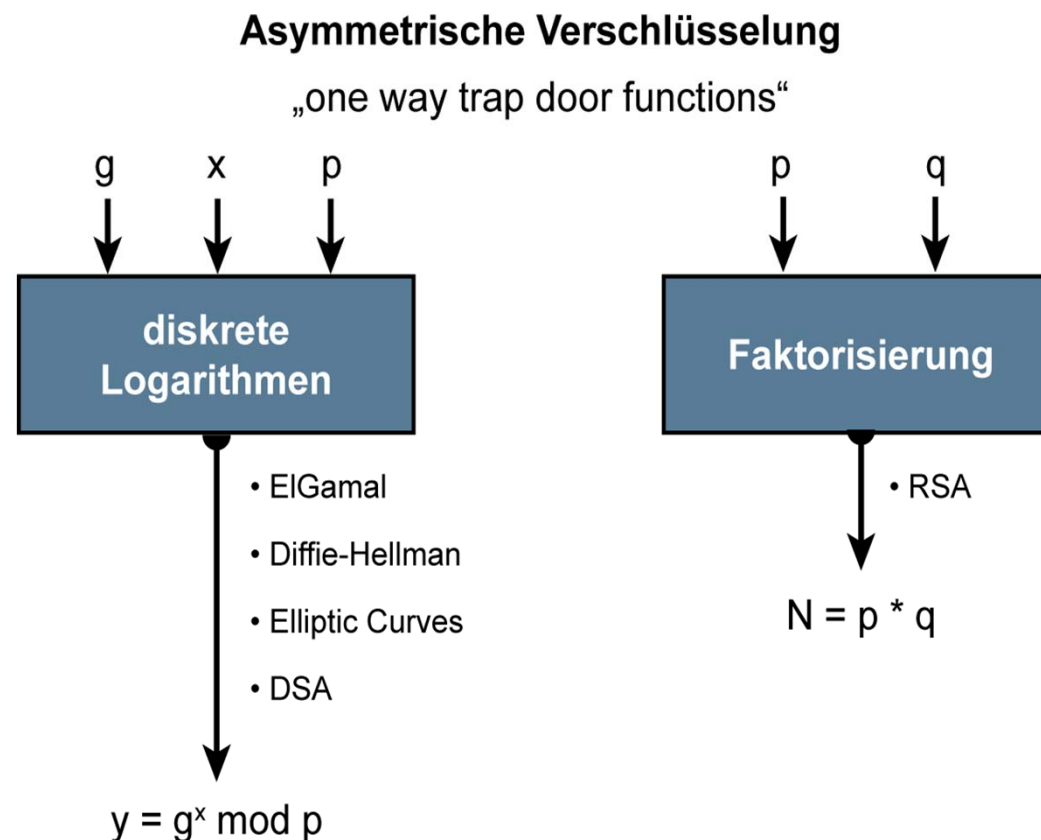 Asymmetrische Verschlüsselung
„one way trap door functions“
g x p
diskrete
Logarithmen
• ElGamal
• Diffie-Hellman
• Elliptic Curves
• DSA
y = gˣ mod p
p q
Faktorisierung
• RSA
N = p * q